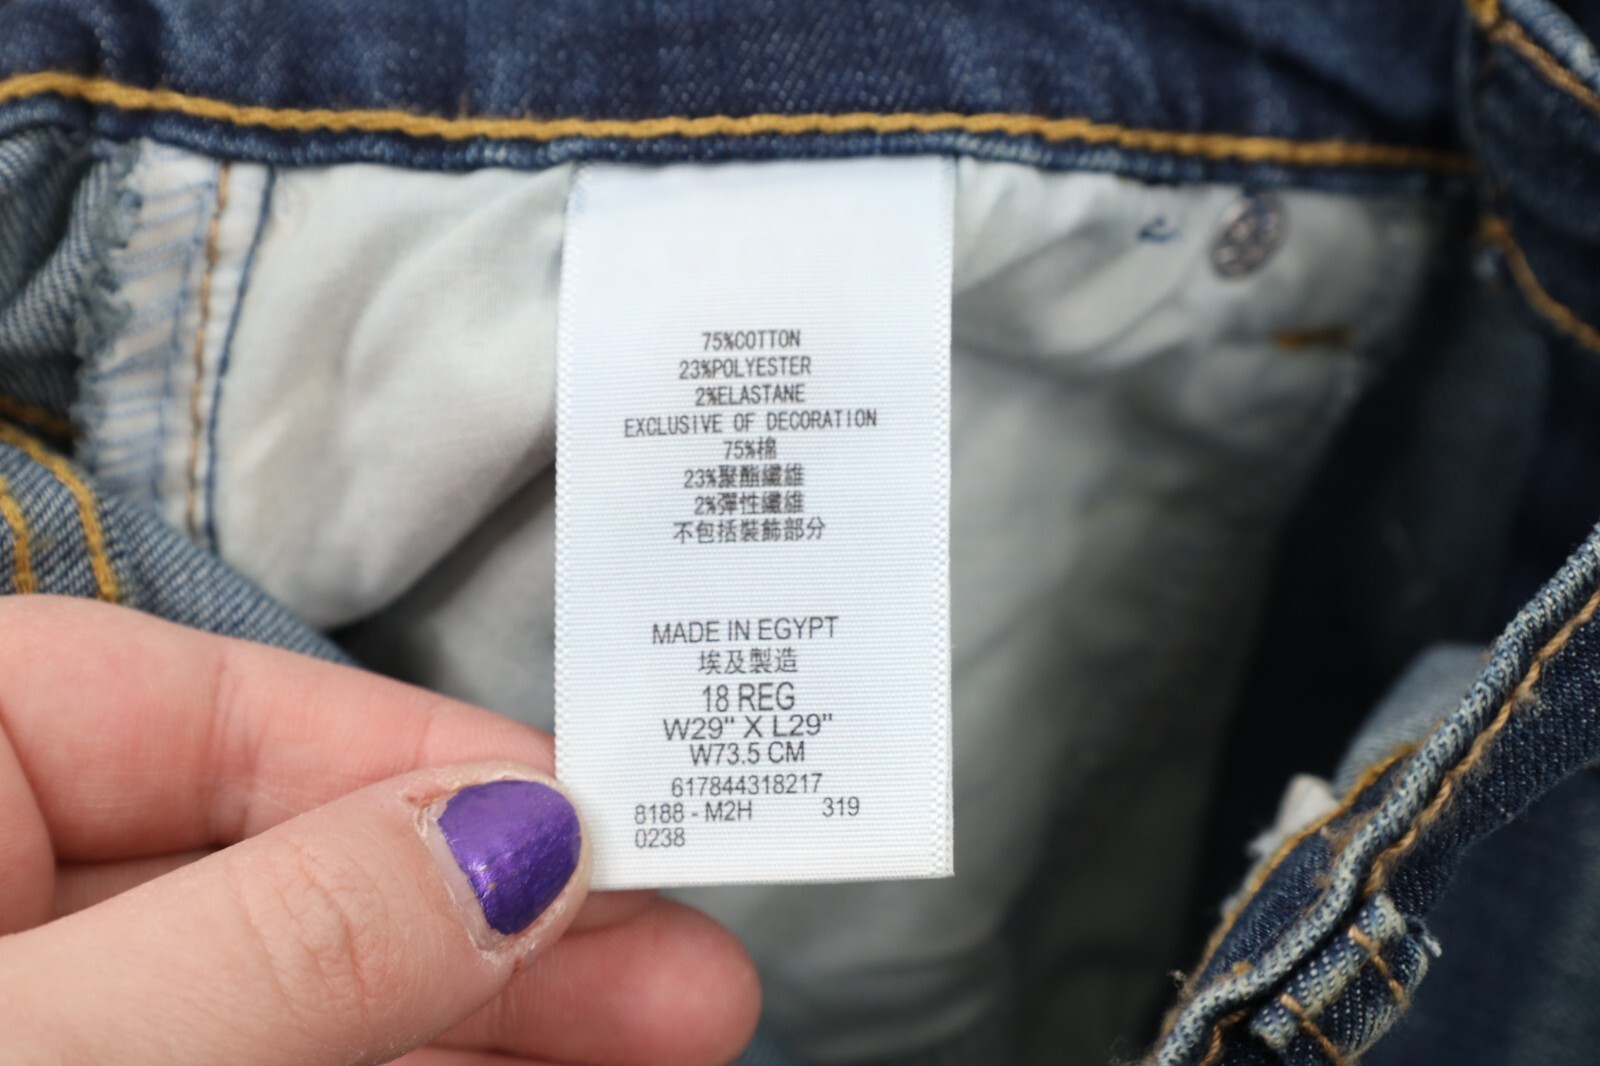 75%COTTON
23%POLYESTER
2%ELASTANE
EXCLUSIVE OF DECORATION
75%棉
23%聚酯纖維
2%彈性纖維
不包括裝飾部分
MADE IN EGYPT
埃及製造
18 REG
W29" X L29"
W73.5 CM
617844318217
8188 - M2H 319
0238